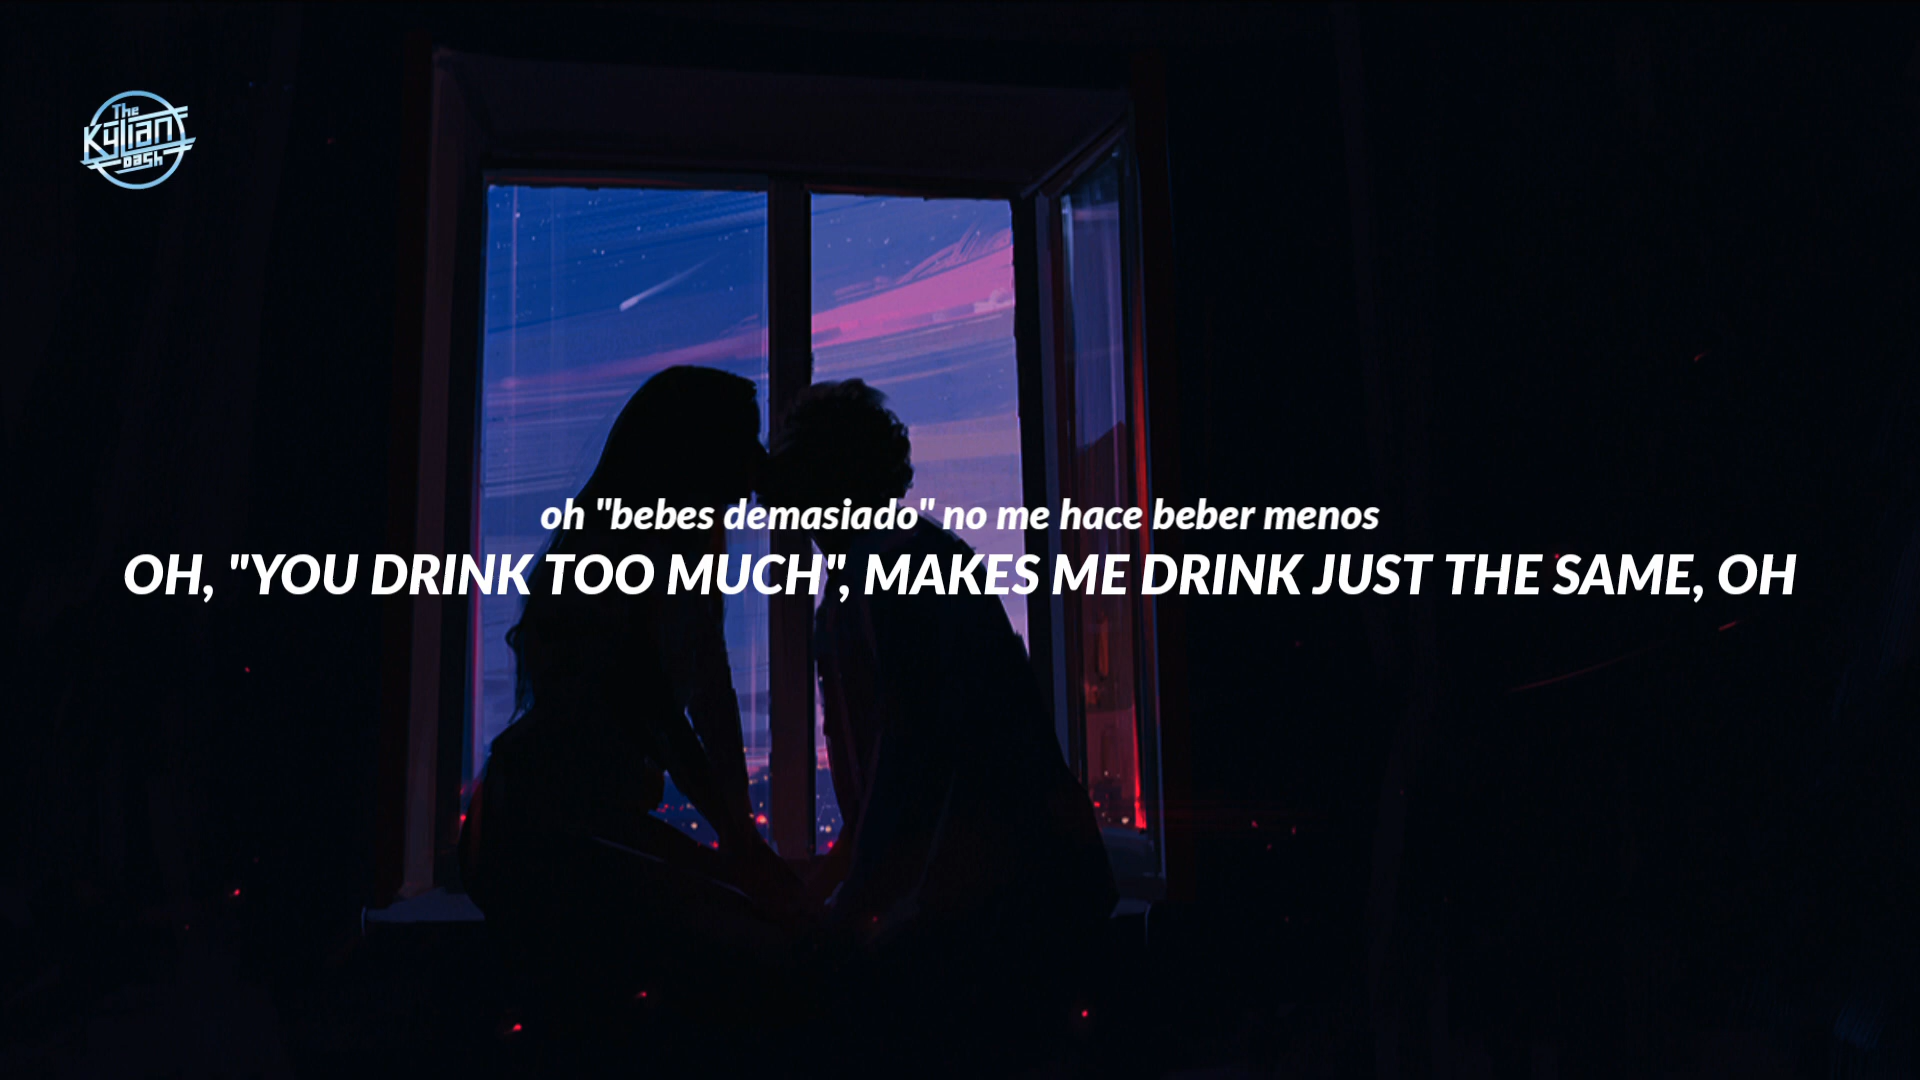 The
Kylian
Dash
oh "bebes demasiado" no me hace beber menos
OH, "YOU DRINK TOO MUCH", MAKES ME DRINK JUST THE SAME, OH